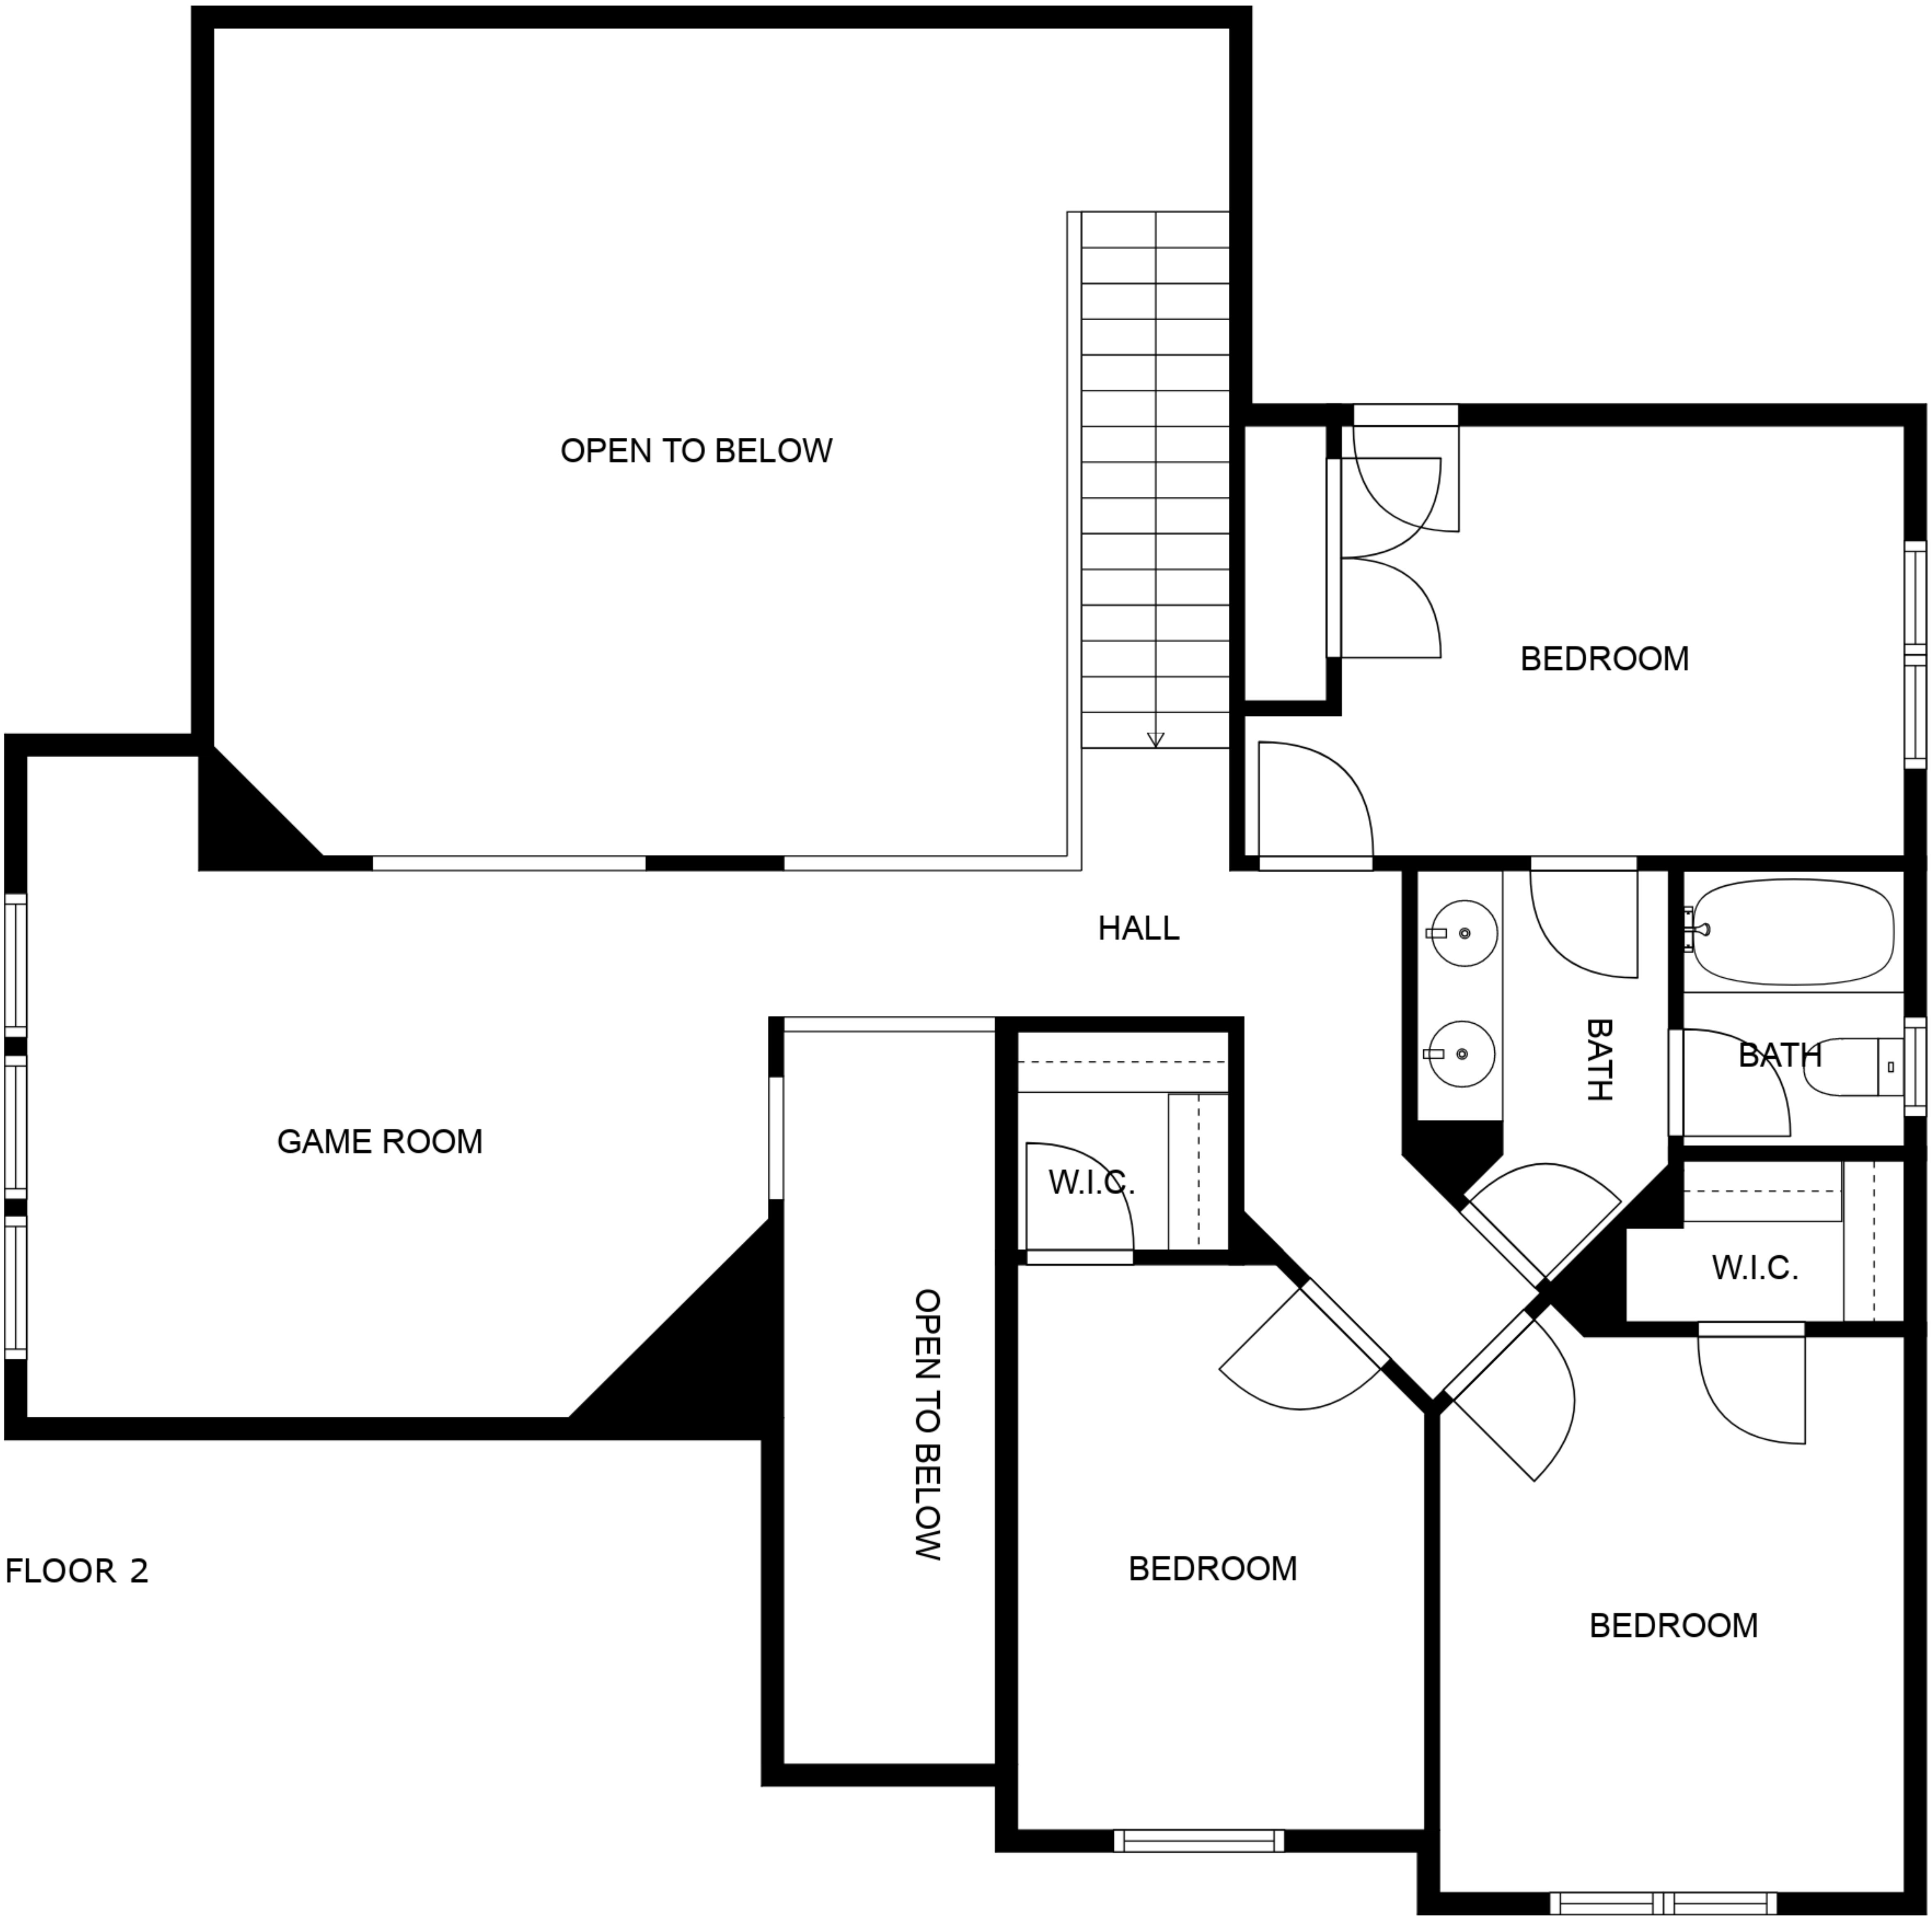 OPEN TO BELOW
BEDROOM
HALL
BATH
BATH
GAME ROOM
W.I.C.
W.I.C.
OPEN TO BELOW
BEDROOM
BEDROOM
FLOOR 2